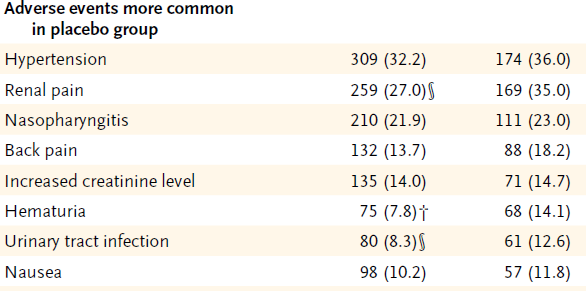 Adverse events more common
in placebo group
Hypertension 309 (32.2) 174 (36.0)
Renal pain 259 (27.0)§ 169 (35.0)
Nasopharyngitis 210 (21.9) 111 (23.0)
Back pain 132 (13.7) 88 (18.2)
Increased creatinine level 135 (14.0) 71 (14.7)
Hematuria 75 (7.8)† 68 (14.1)
Urinary tract infection 80 (8.3)§ 61 (12.6)
Nausea 98 (10.2) 57 (11.8)